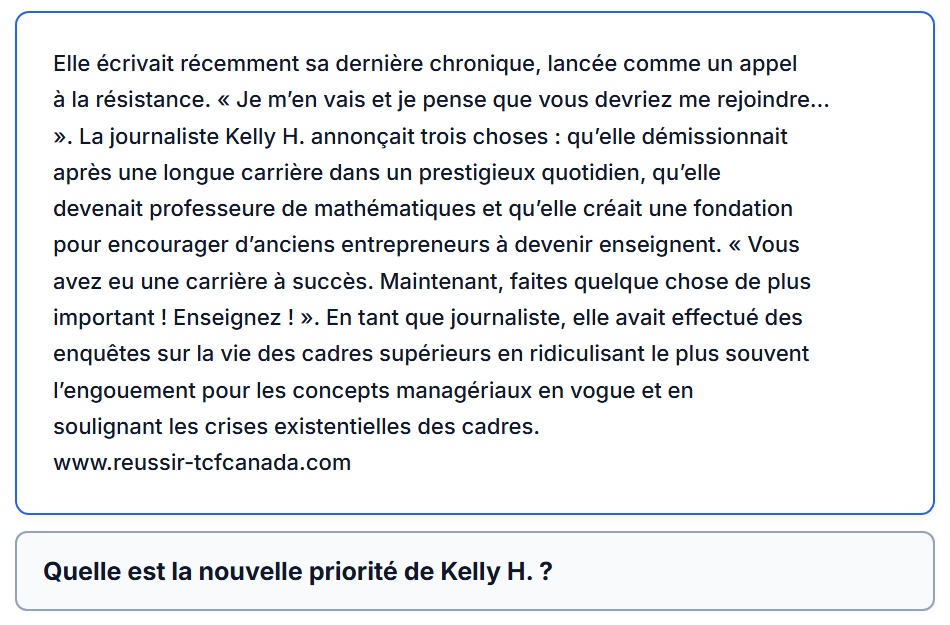 Elle écrivait récemment sa dernière chronique, lancée comme un appel
à la résistance. « Je m’en vais et je pense que vous devriez me rejoindre…
». La journaliste Kelly H. annonçait trois choses : qu’elle démissionnait
après une longue carrière dans un prestigieux quotidien, qu’elle
devenait professeure de mathématiques et qu’elle créait une fondation
pour encourager d’anciens entrepreneurs à devenir enseignent. « Vous
avez eu une carrière à succès. Maintenant, faites quelque chose de plus
important ! Enseignez ! ». En tant que journaliste, elle avait effectué des
enquêtes sur la vie des cadres supérieurs en ridiculisant le plus souvent
l’engouement pour les concepts managériaux en vogue et en
soulignant les crises existentielles des cadres.
www.reussir-tcfcanada.com
Quelle est la nouvelle priorité de Kelly H. ?